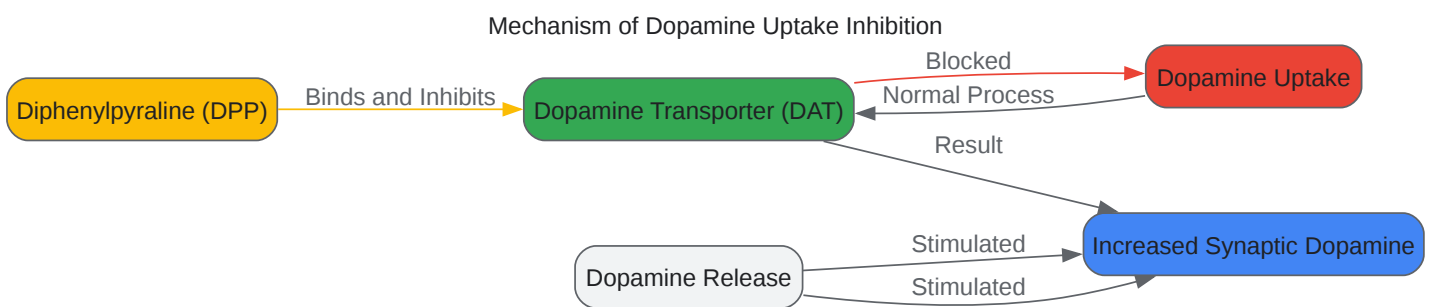 Mechanism of Dopamine Uptake Inhibition
Diphenylpyraline (DPP)
Binds and Inhibits
Dopamine Transporter (DAT)
Blocked
Normal Process
Dopamine Uptake
Result
Increased Synaptic Dopamine
Dopamine Release
Stimulated
Stimulated